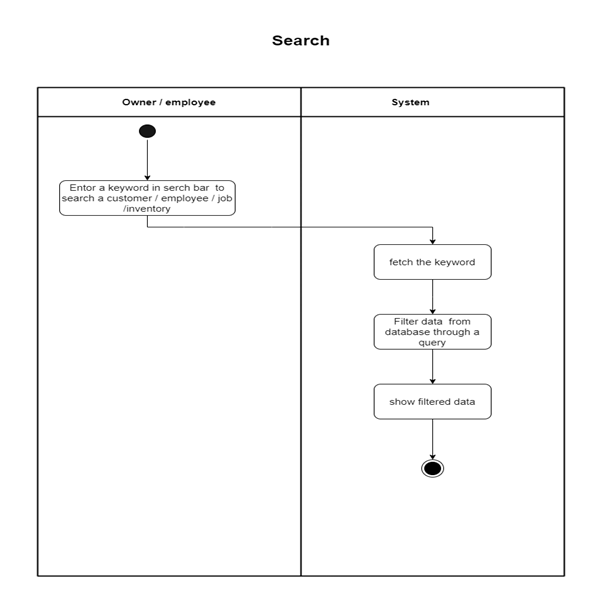 Search
Owner / employee
System
Entor a keyword in serch bar to
search a customer / employee / job
/inventory
fetch the keyword
Filter data from
database through a
query
show filtered data